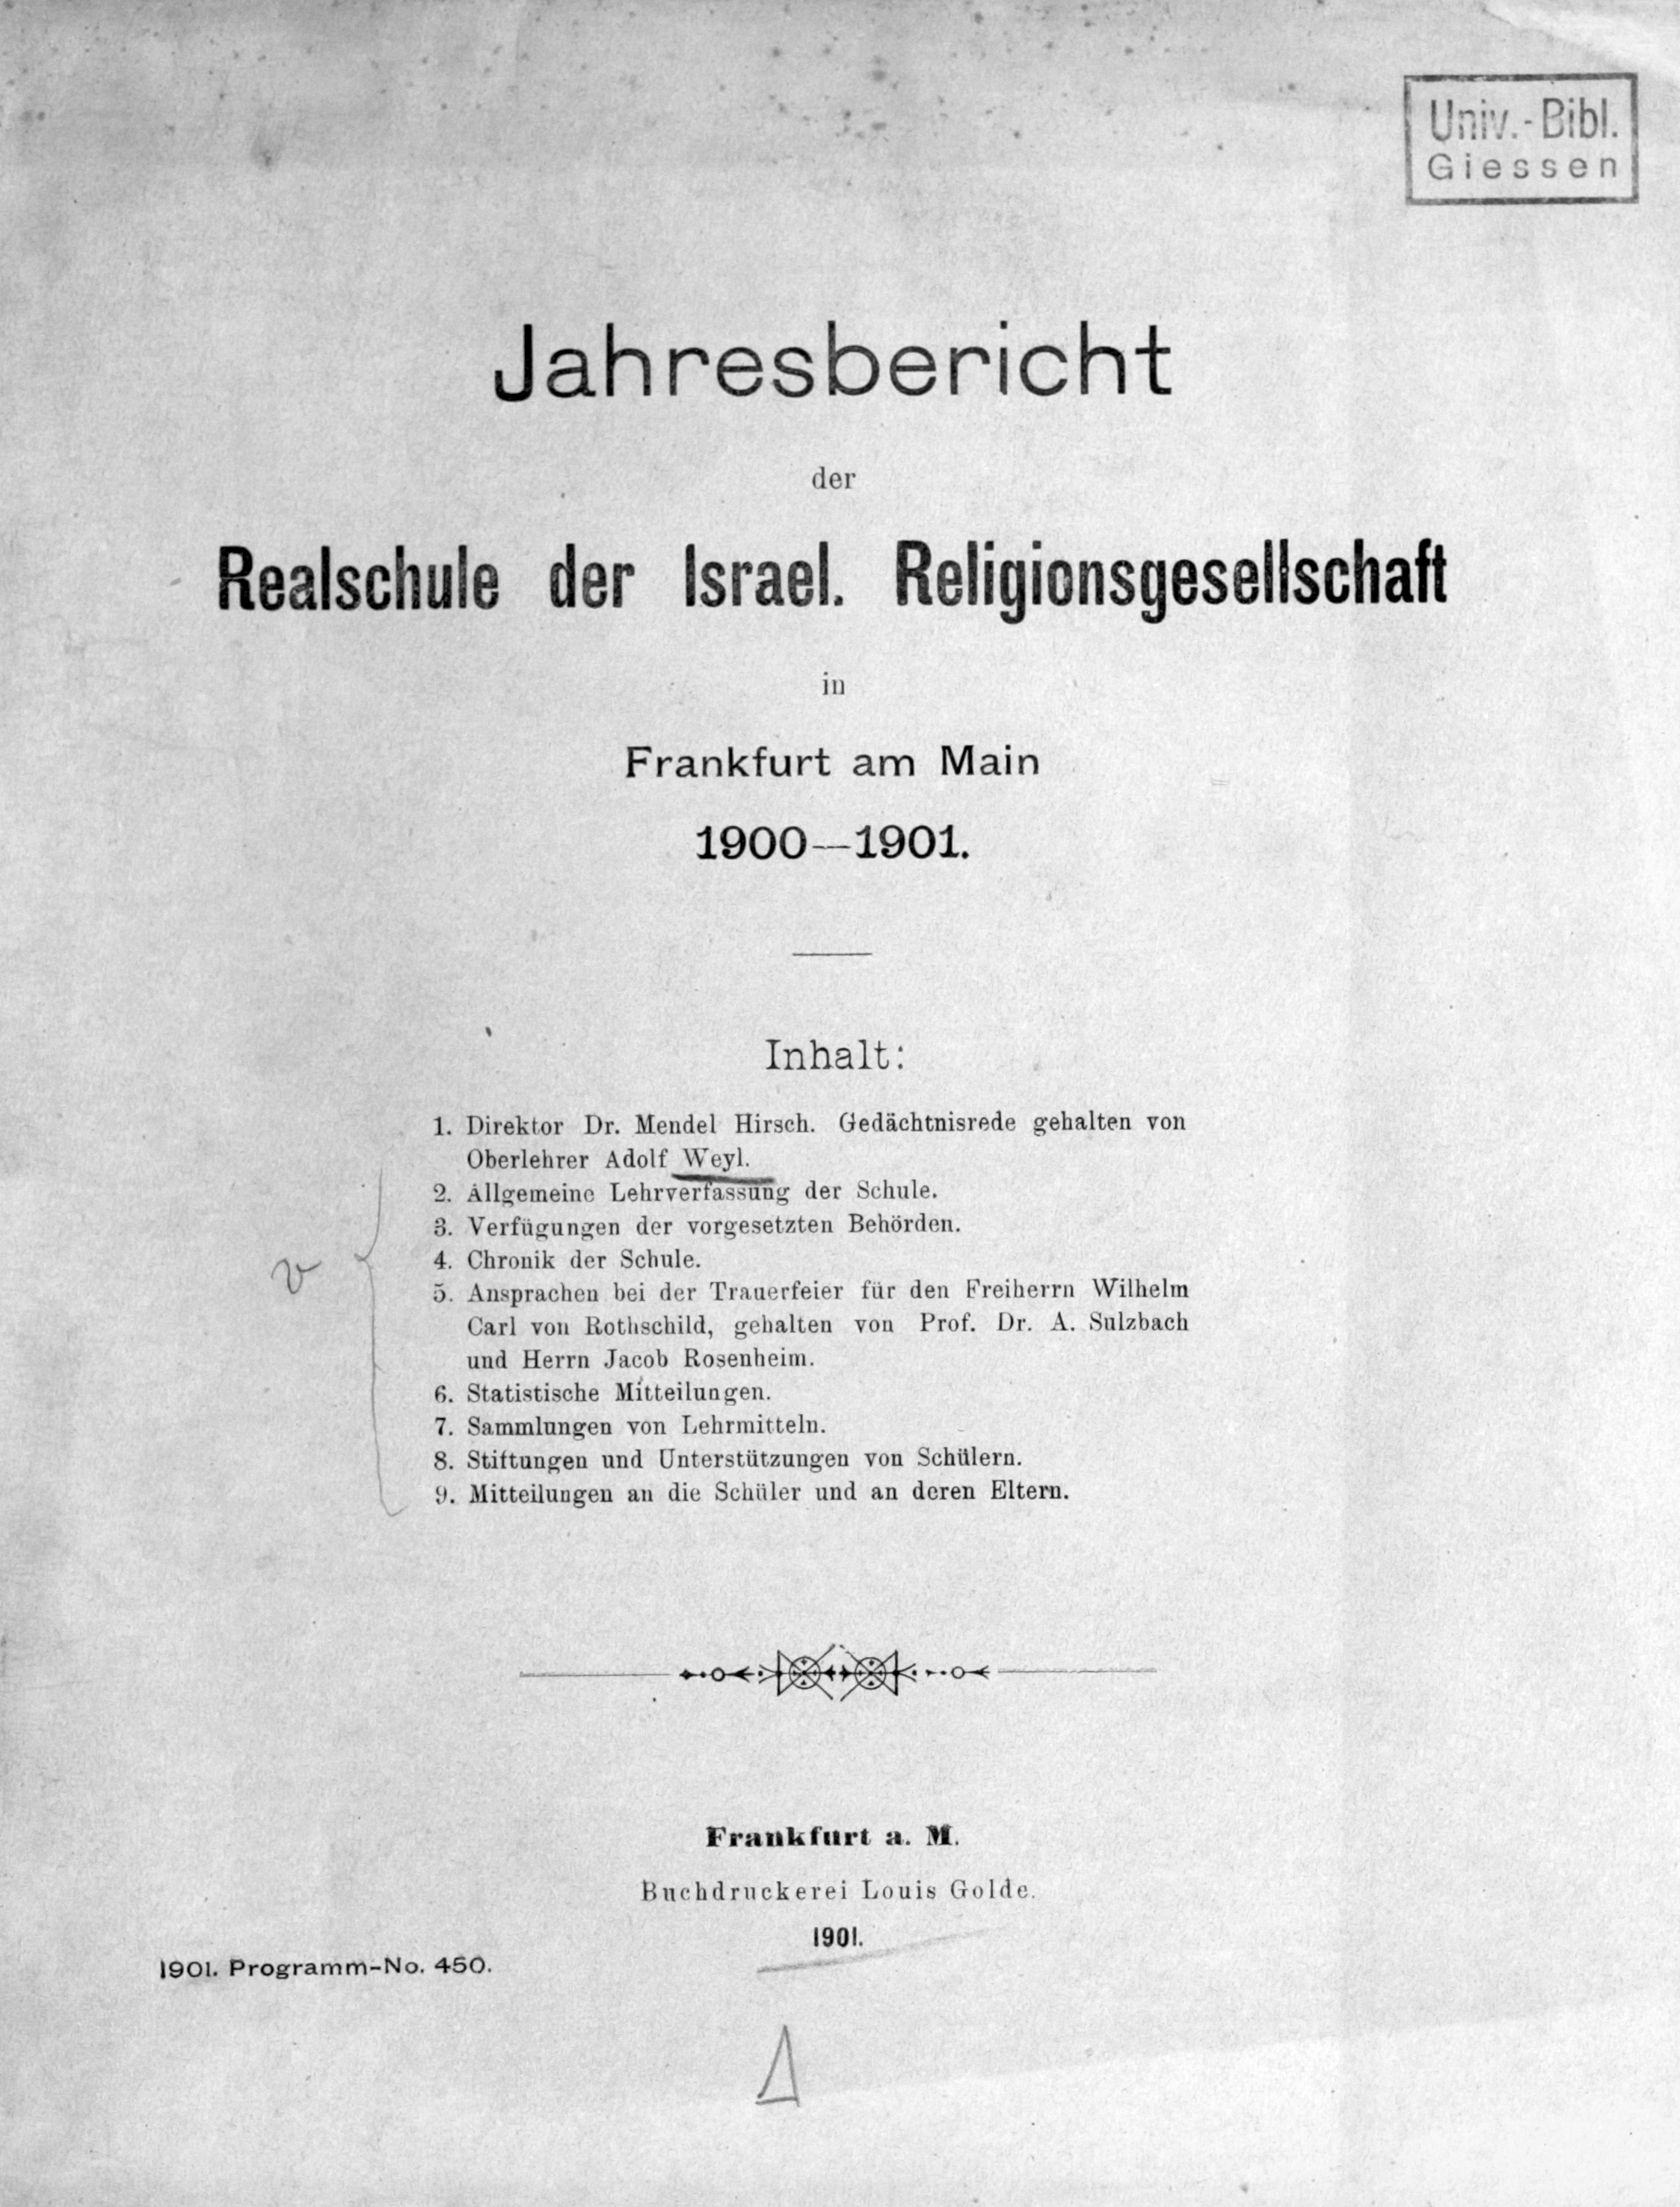 Univ.-Bibl.
Giessen
Jahresbericht
der
Realschule der Israel. Religionsgesellschaft
in
Frankfurt am Main
1900—1901.
Inhalt:
1. Direktor Dr. Mendel Hirsch. Gedächtnisrede gehalten von
Oberlehrer Adolf Weyl.
2. Allgemeine Lehrverfassung der Schule.
3. Verfügungen der vorgesetzten Behörden.
4. Chronik der Schule.
5. Ansprachen bei der Trauerfeier für den Freiherrn Wilhelm
Carl von Rothschild, gehalten von Prof. Dr. A. Sulzbach
und Herrn Jacob Rosenheim.
6. Statistische Mitteilungen.
7. Sammlungen von Lehrmitteln.
8. Stiftungen und Unterstützungen von Schülern.
9. Mitteilungen an die Schüler und an deren Eltern.
Frankfurt a. M.
Buchdruckerei Louis Golde.
1901.
1901. Programm-No. 450.